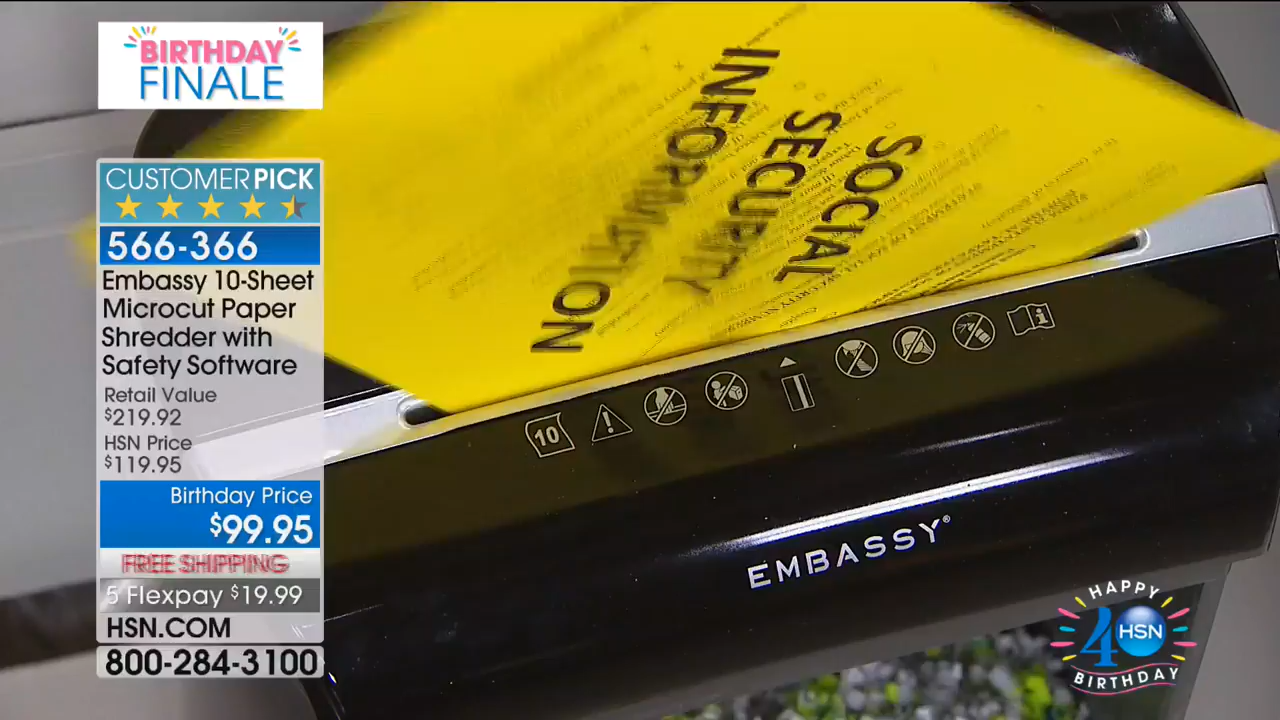 BIRTHDAY
FINALE
CUSTOMER PICK
566-366
Embassy 10-Sheet
Microcut Paper
Shredder with
Safety Software
Retail Value
$219.92
HSN Price
$119.95
Birthday Price
$99.95
FREE SHIPPING
5 Flexpay $19.99
HSN.COM
800-284-3100
SOCIAL
SECURITY
INFORMATION
10
EMBASSY®
HAPPY
40 HSN
BIRTHDAY